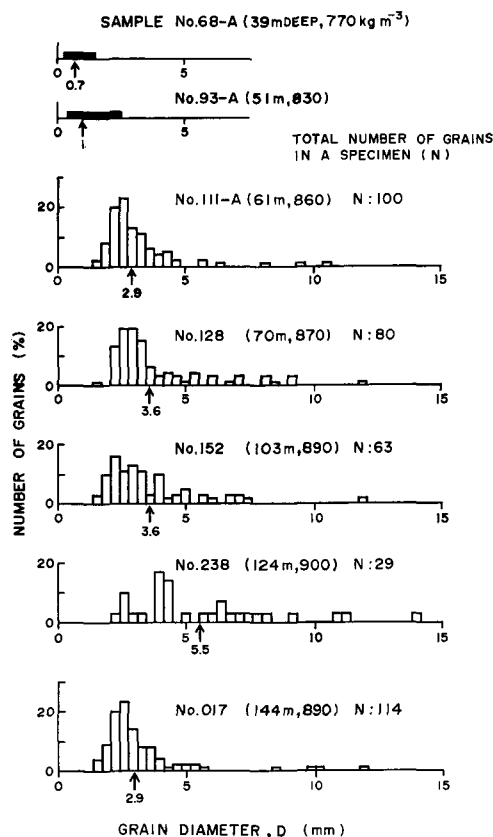 SAMPLE No.68-A (39mDEEP, 770 kg m⁻³)
0.7 5
No.93-A (51m, 830)
1. 5
TOTAL NUMBER OF GRAINS
IN A SPECIMEN (N)
No.111-A (61m, 860) N:100
20
0
0 5 10 15
2.9
No.128 (70m, 870) N:80
20
0
0 5 10 15
3.6
No.152 (103m, 890) N:63
20
0
0 5 10 15
3.6
No.238 (124m, 900) N:29
20
0
0 5 10 15
5.5
No.017 (144m, 890) N:114
20
0
0 5 10 15
2.9
NUMBER OF GRAINS (%)
GRAIN DIAMETER, D (mm)